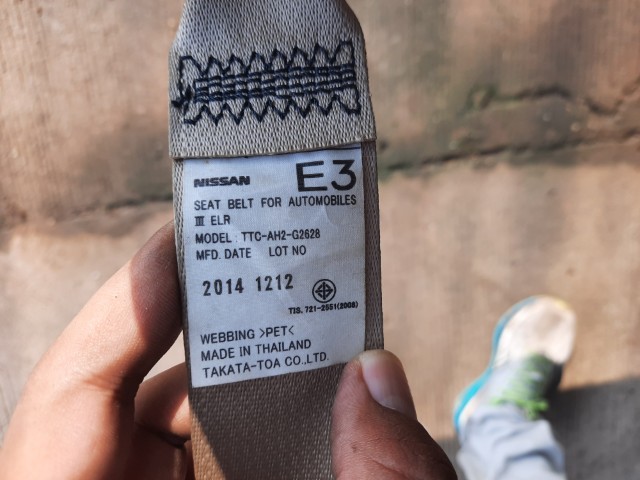 NISSAN E3
SEAT BELT FOR AUTOMOBILES
Ⅲ ELR
MODEL: TTC-AH2-G2628
MFD. DATE LOT NO
2014 1212
TIS. 721-2551(2008)
WEBBING >PET<
MADE IN THAILAND
TAKATA-TOA CO.,LTD.